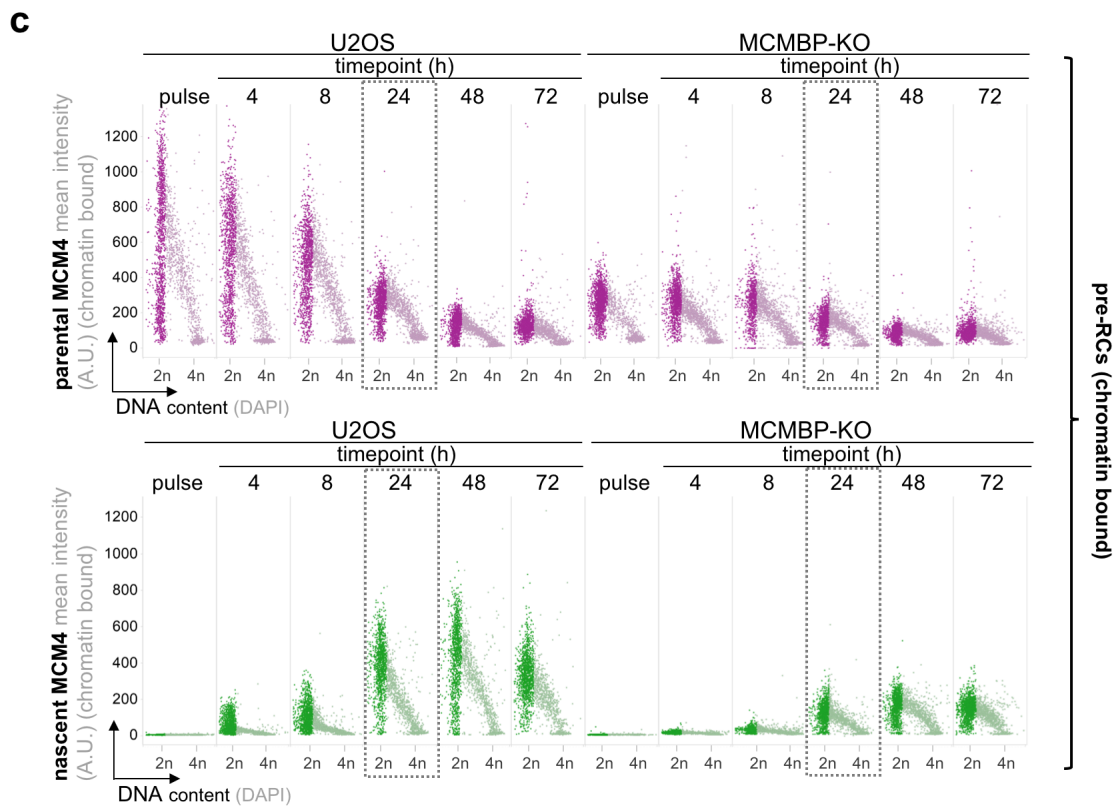 c
U2OS MCMBP-KO
timepoint (h) timepoint (h)
pulse 4 8 24 48 72 pulse 4 8 24 48 72
parental MCM4 mean intensity
(A.U.) (chromatin bound)
1200
1000
800
600
400
200
0
2n 4n 2n 4n 2n 4n 2n 4n 2n 4n 2n 4n 2n 4n 2n 4n 2n 4n 2n 4n 2n 4n 2n 4n
DNA content (DAPI)
U2OS MCMBP-KO
timepoint (h) timepoint (h)
pulse 4 8 24 48 72 pulse 4 8 24 48 72
nascent MCM4 mean intensity
(A.U.) (chromatin bound)
1200
1000
800
600
400
200
0
2n 4n 2n 4n 2n 4n 2n 4n 2n 4n 2n 4n 2n 4n 2n 4n 2n 4n 2n 4n 2n 4n 2n 4n
DNA content (DAPI)
pre-RCs (chromatin bound)